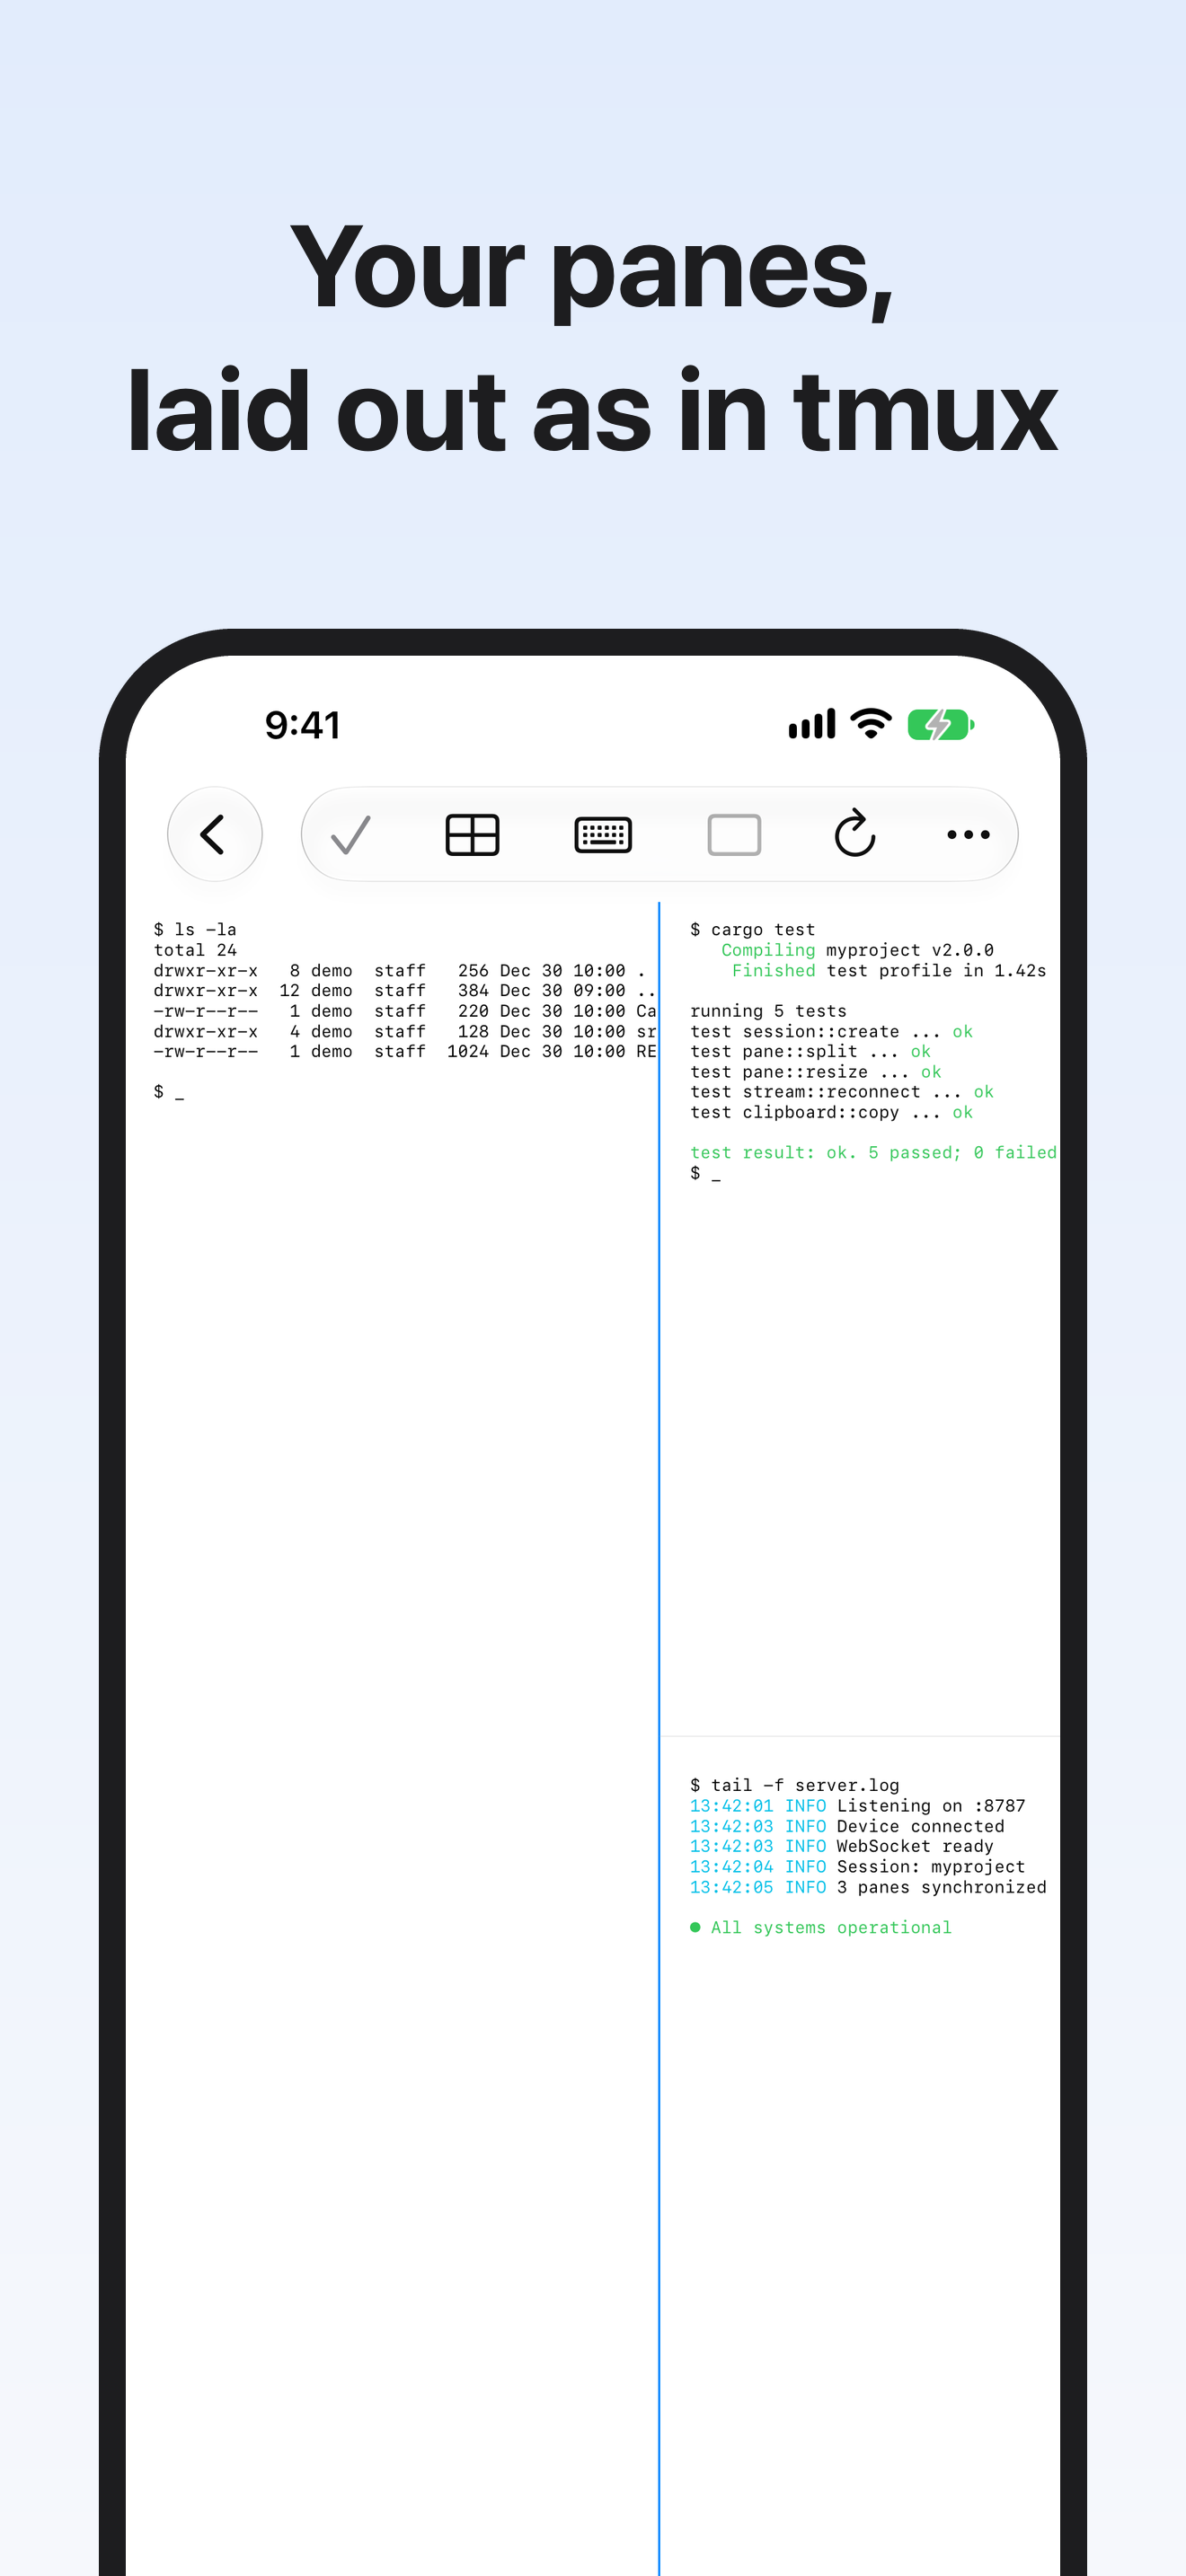 Your panes,
laid out as in tmux
9:41
$ ls -la
total 24
drwxr-xr-x   8 demo  staff   256 Dec 30 10:00 .
drwxr-xr-x  12 demo  staff   384 Dec 30 09:00 ..
-rw-r--r--   1 demo  staff   220 Dec 30 10:00 Ca
drwxr-xr-x   4 demo  staff   128 Dec 30 10:00 sr
-rw-r--r--   1 demo  staff  1024 Dec 30 10:00 RE
$ _
$ cargo test
   Compiling myproject v2.0.0
    Finished test profile in 1.42s
running 5 tests
test session::create ... ok
test pane::split ... ok
test pane::resize ... ok
test stream::reconnect ... ok
test clipboard::copy ... ok
test result: ok. 5 passed; 0 failed
$ _
$ tail -f server.log
13:42:01 INFO Listening on :8787
13:42:03 INFO Device connected
13:42:03 INFO WebSocket ready
13:42:04 INFO Session: myproject
13:42:05 INFO 3 panes synchronized
● All systems operational